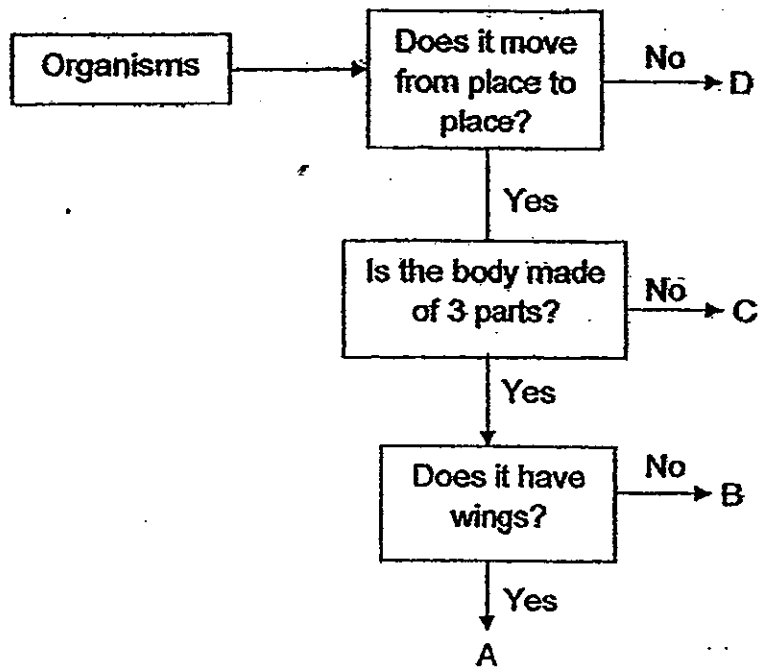 Organisms
Does it move
from place to
place?
No
D
Yes
Is the body made
of 3 parts?
No
C
Yes
Does it have
wings?
No
B
Yes
A